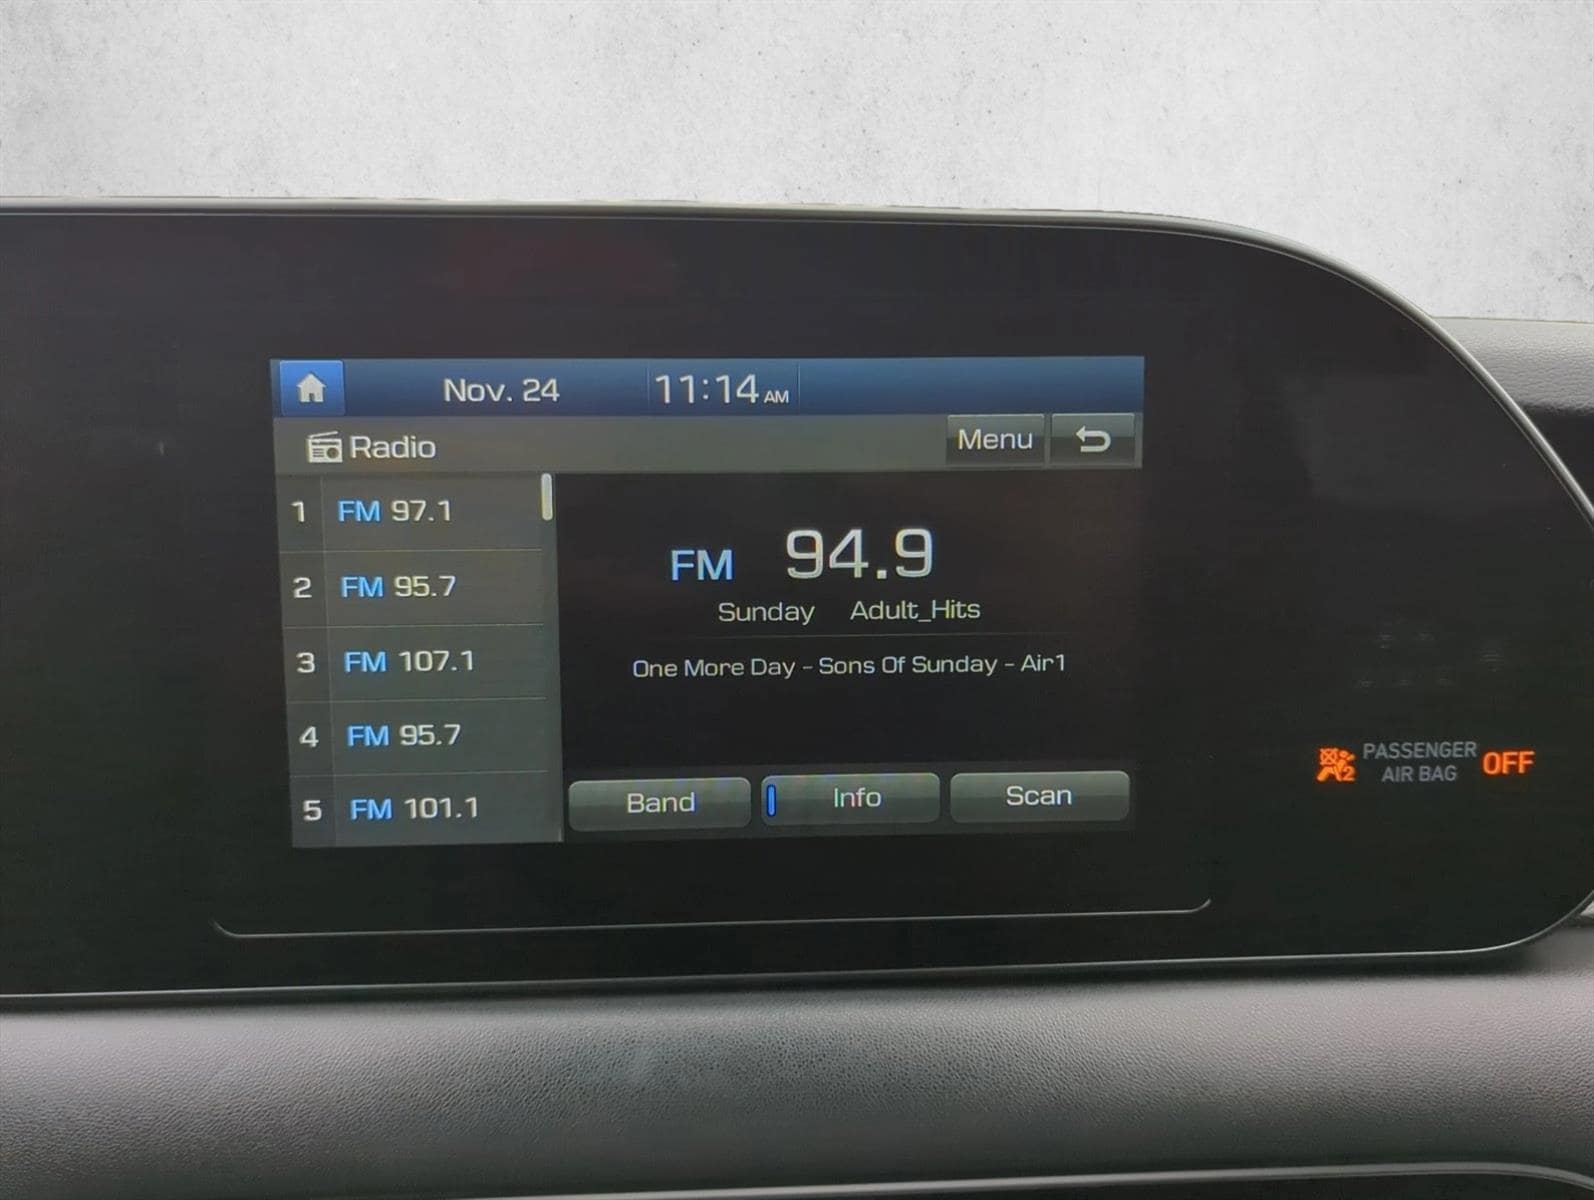 Nov. 24 11:14 AM
Radio Menu
1 FM 97.1
2 FM 95.7
3 FM 107.1
4 FM 95.7
5 FM 101.1
FM 94.9
Sunday Adult_Hits
One More Day - Sons Of Sunday - Air1
Band Info Scan
PASSENGER
AIR BAG OFF
2